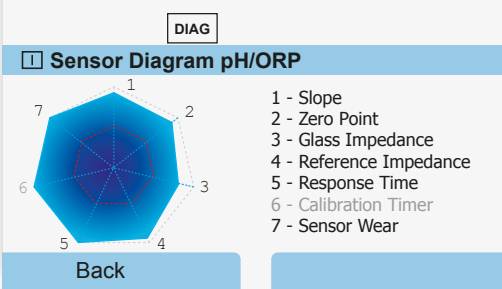 DIAG
I Sensor Diagram pH/ORP
1
2
3
4
5
6
7
1 - Slope
2 - Zero Point
3 - Glass Impedance
4 - Reference Impedance
5 - Response Time
6 - Calibration Timer
7 - Sensor Wear
Back